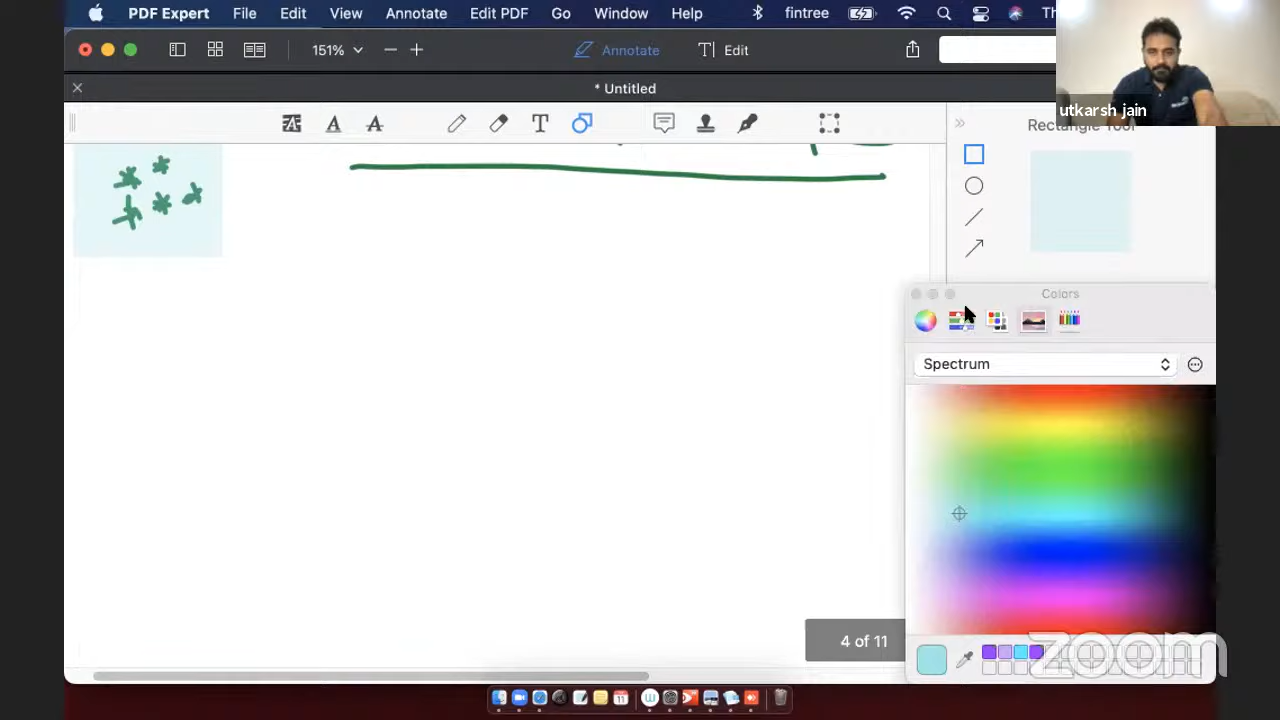 PDF Expert File Edit View Annotate Edit PDF Go Window Help fintree
151% Annotate T Edit
* Untitled
A A A T
utkarsh jain
Rectangle Tool
Colors
Spectrum
4 of 11
zoom
11